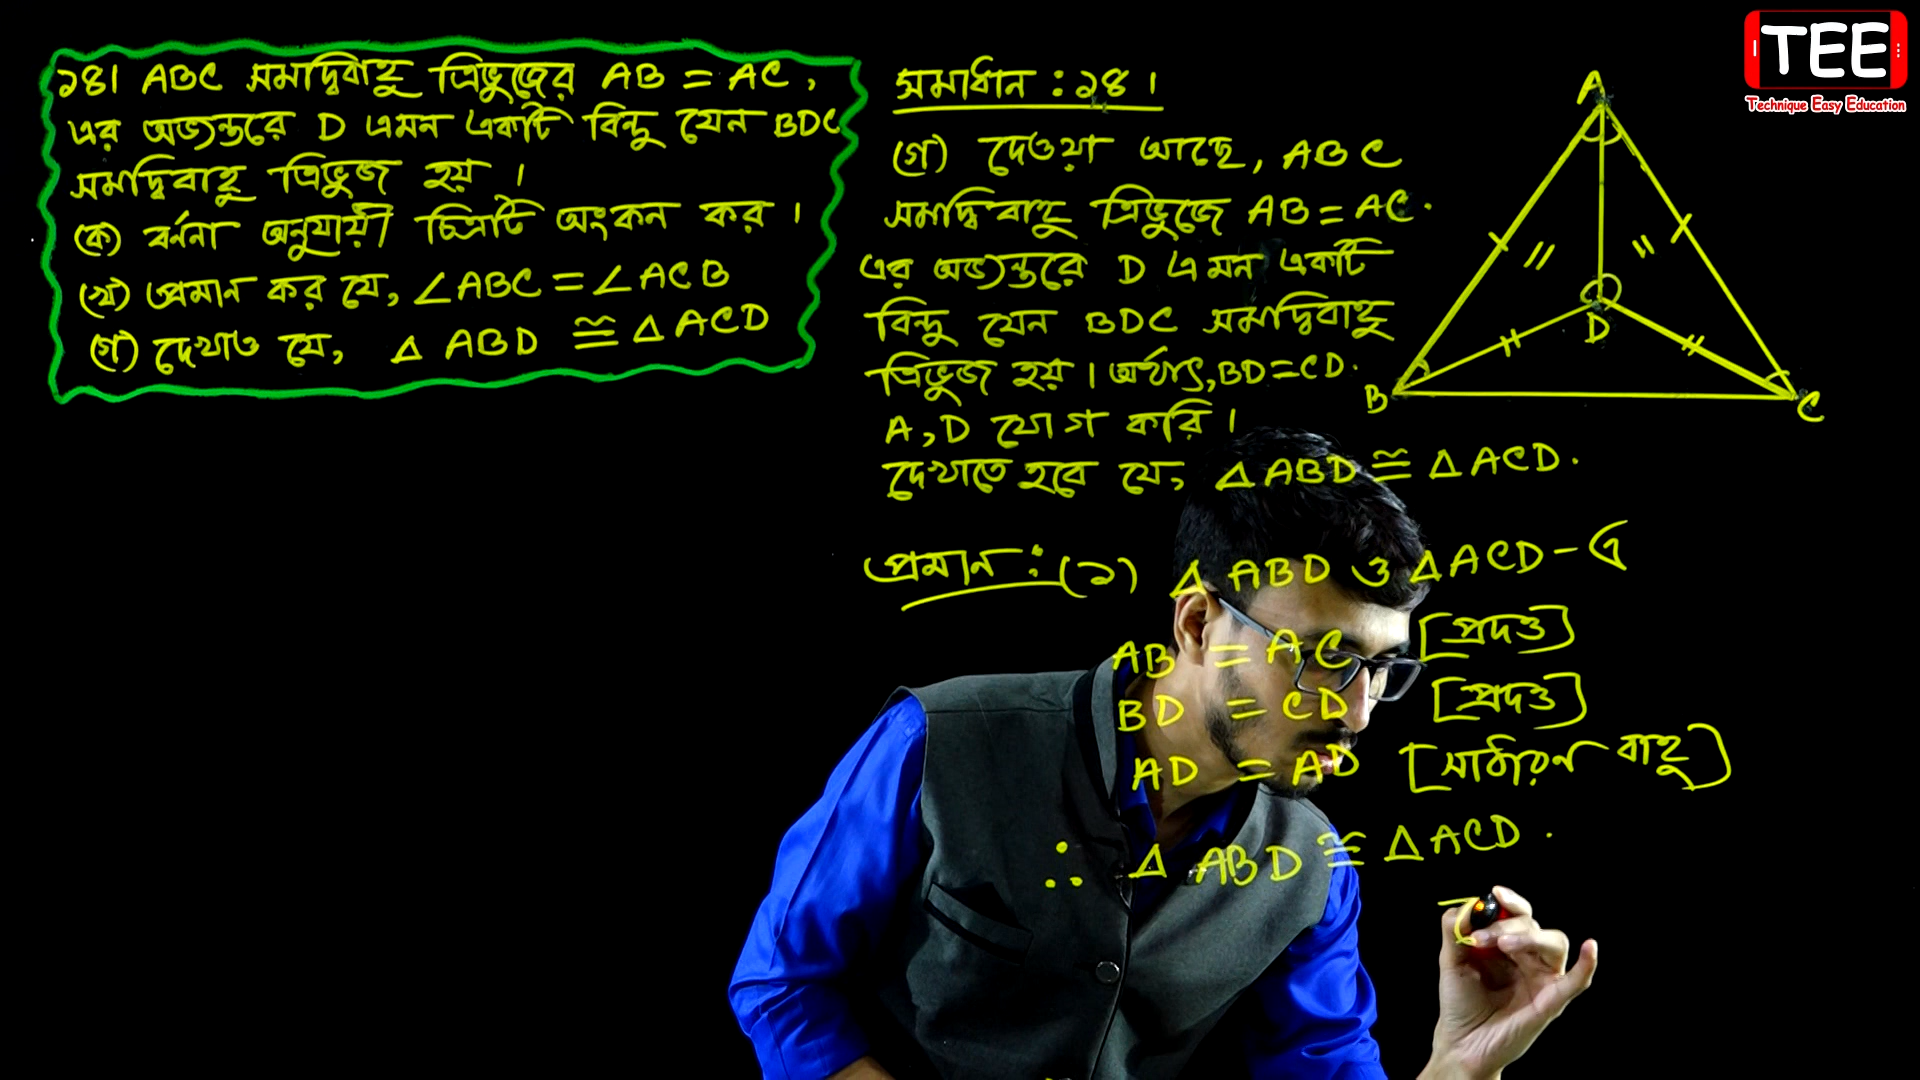 ১৪। ABC সমদ্বিবাহু ত্রিভুজের AB = AC,
এর অভ্যন্তরে D এমন একটি বিন্দু যেন BDC
সমদ্বিবাহু ত্রিভুজ হয়।
(ক) বর্ননা অনুযায়ী চিত্রটি অংকন কর।
(খ) প্রমান কর যে, ∠ABC = ∠ACB
(গ) দেখাও যে, △ ABD ≅ △ ACD
সমাধান : ১৪।
(গ) দেওয়া আছে, ABC
সমদ্বিবাহু ত্রিভুজে AB = AC.
এর অভ্যন্তরে D এমন একটি
বিন্দু যেন BDC সমদ্বিবাহু
ত্রিভুজ হয়। অর্থাৎ, BD = CD.
A, D যোগ করি।
দেখাতে হবে যে, △ ABD ≅ △ ACD.
প্রমান : (১) △ ABD ও △ ACD - এ
AB = AC [প্রদত্ত]
BD = CD [প্রদত্ত]
AD = AD [সাধারণ বাহু]
∴ △ ABD ≅ △ ACD.
A
D
B
C
TEE
Technique Easy Education